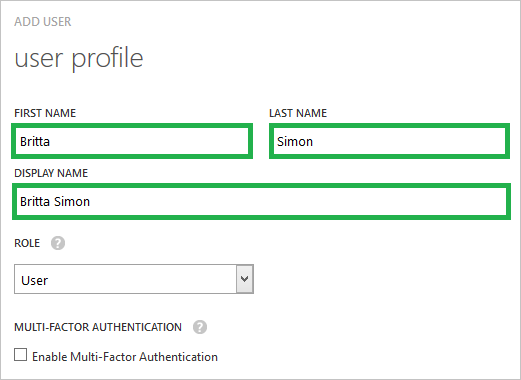 ADD USER
user profile
FIRST NAME LAST NAME
Britta Simon
DISPLAY NAME
Britta Simon
ROLE ?
User
MULTI-FACTOR AUTHENTICATION ?
Enable Multi-Factor Authentication